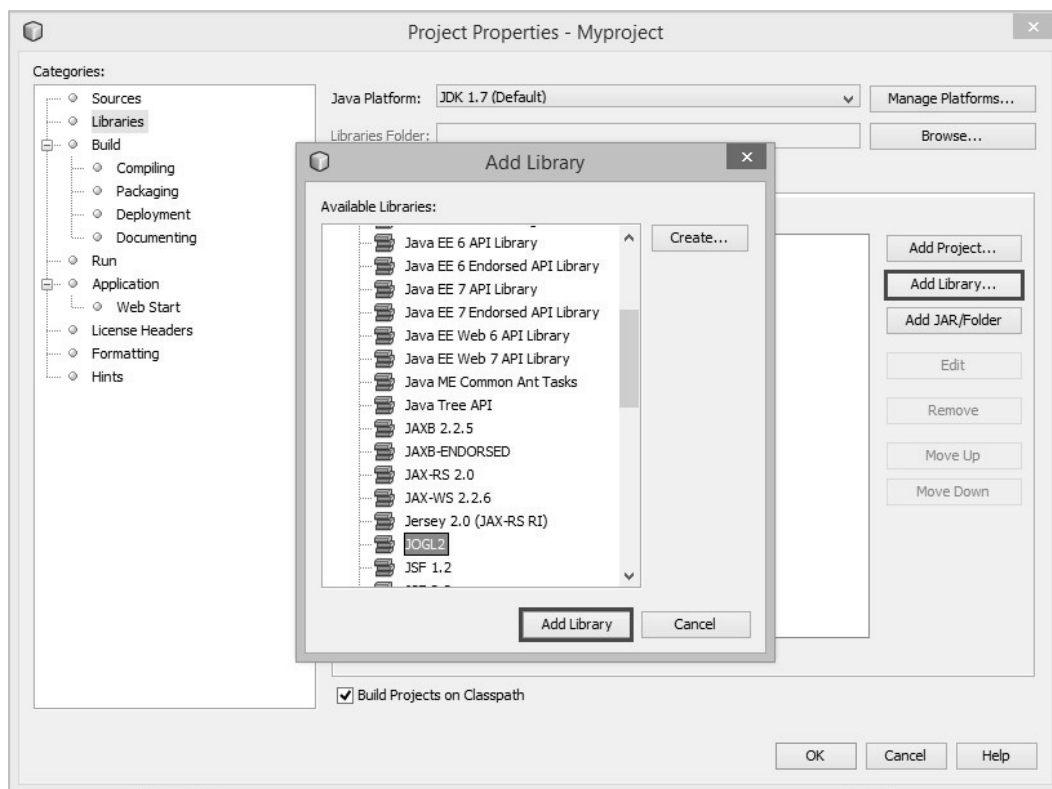 Project Properties - Myproject
Categories:
Sources
Libraries
Build
Compiling
Packaging
Deployment
Documenting
Run
Application
Web Start
License Headers
Formatting
Hints
Java Platform:
JDK 1.7 (Default)
Manage Platforms...
Libraries Folder:
Browse...
Add Library
Available Libraries:
Java EE 6 API Library
Java EE 6 Endorsed API Library
Java EE 7 API Library
Java EE 7 Endorsed API Library
Java EE Web 6 API Library
Java EE Web 7 API Library
Java ME Common Ant Tasks
Java Tree API
JAXB 2.2.5
JAXB-ENDORSED
JAX-RS 2.0
JAX-WS 2.2.6
Jersey 2.0 (JAX-RS RI)
JOGL2
JSF 1.2
Create...
Add Library
Cancel
Add Project...
Add Library...
Add JAR/Folder
Edit
Remove
Move Up
Move Down
Build Projects on Classpath
OK
Cancel
Help